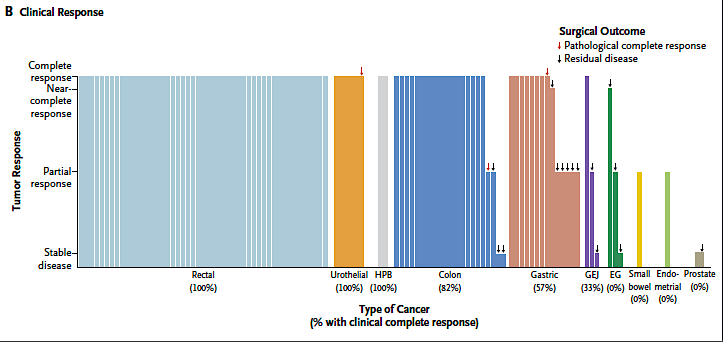 B Clinical Response
Surgical Outcome
↓ Pathological complete response
↓ Residual disease
Complete
response
Near-
complete
response
Partial
response
Stable
disease
Tumor Response
Rectal
(100%)
Urothelial
(100%)
HPB
(100%)
Colon
(82%)
Gastric
(57%)
GEJ
(33%)
EG
(0%)
Small
bowel
(0%)
Endo-
metrial
(0%)
Prostate
(0%)
Type of Cancer
(% with clinical complete response)